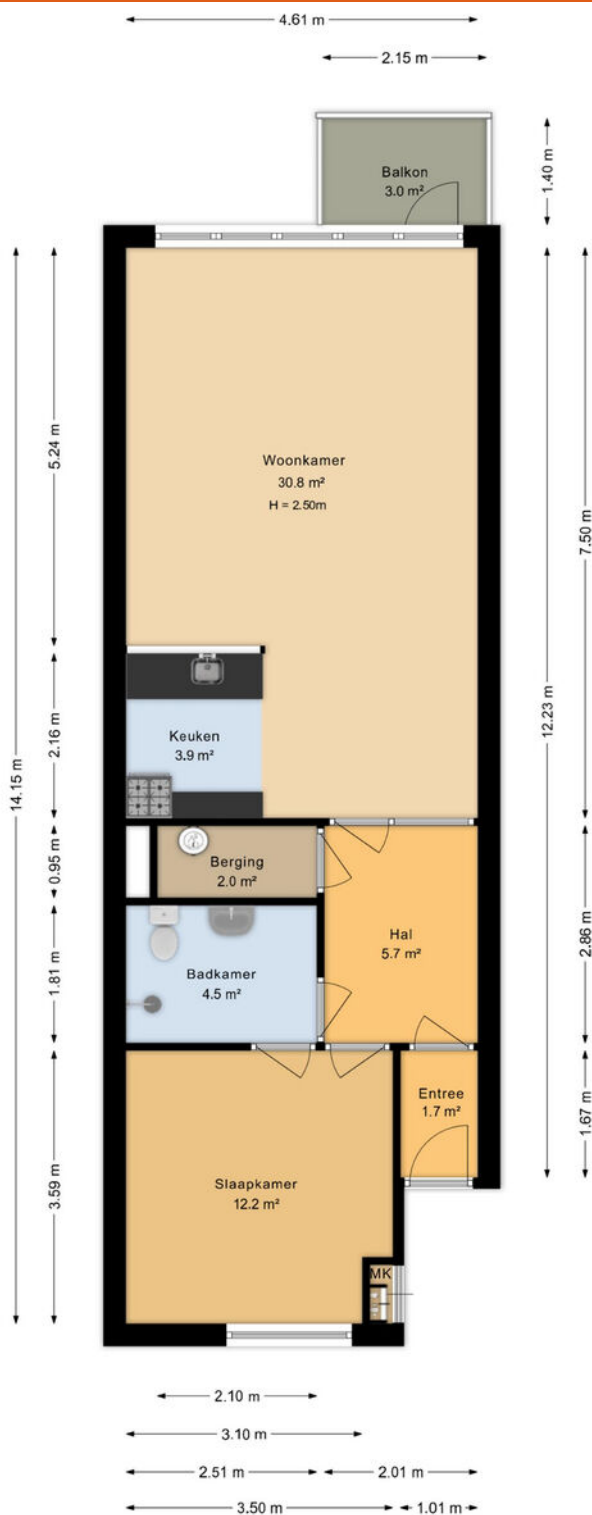 4.61 m
2.15 m
Balkon
3.0 m²
1.40 m
5.24 m
Woonkamer
30.8 m²
H = 2.50m
7.50 m
12.23 m
14.15 m
2.16 m
Keuken
3.9 m²
0.95 m
Berging
2.0 m²
Hal
5.7 m²
2.86 m
1.81 m
Badkamer
4.5 m²
Entree
1.7 m²
1.67 m
3.59 m
Slaapkamer
12.2 m²
MK
2.10 m
3.10 m
2.51 m
2.01 m
3.50 m
1.01 m